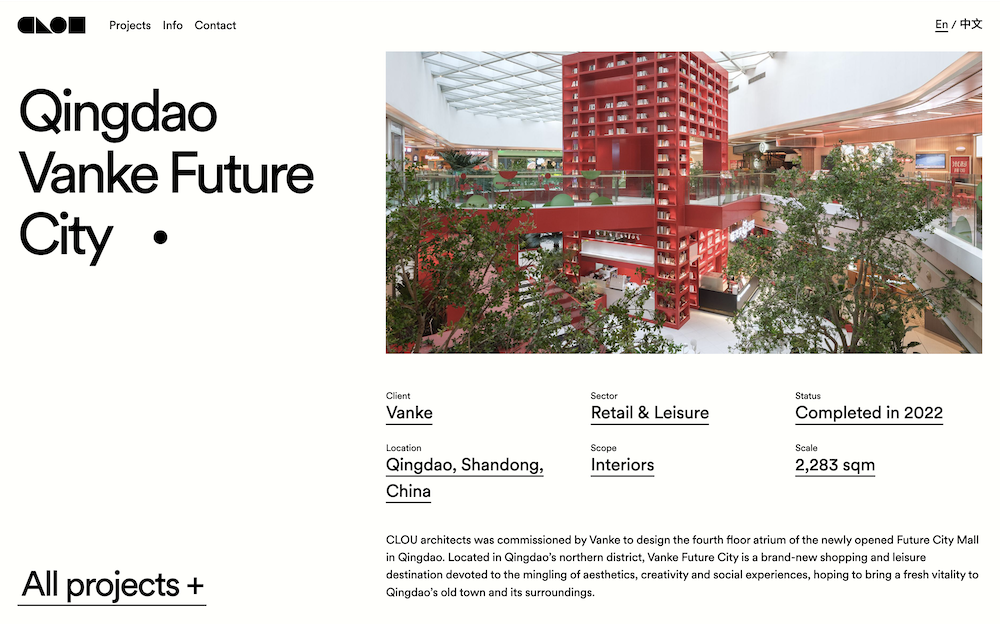 CLOU
Projects Info Contact
En / 中文
Qingdao
Vanke Future
City
All projects +
Client
Vanke
Sector
Retail & Leisure
Status
Completed in 2022
Location
Qingdao, Shandong,
China
Scope
Interiors
Scale
2,283 sqm
CLOU architects was commissioned by Vanke to design the fourth floor atrium of the newly opened Future City Mall
in Qingdao. Located in Qingdao’s northern district, Vanke Future City is a brand-new shopping and leisure
destination devoted to the mingling of aesthetics, creativity and social experiences, hoping to bring a fresh vitality to
Qingdao’s old town and its surroundings.